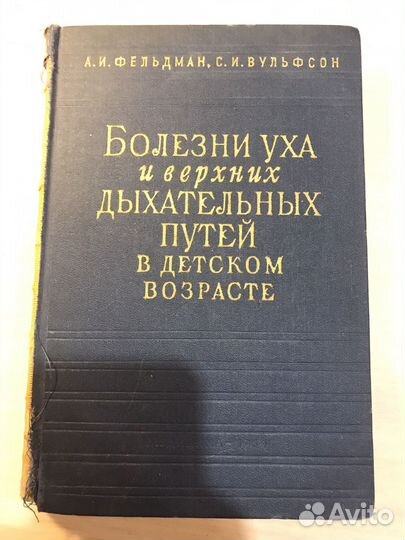 А.И. ФЕЛЬДМАН, С.И. ВУЛЬФСОН
БОЛЕЗНИ УХА
и верхних
ДЫХАТЕЛЬНЫХ
ПУТЕЙ
В ДЕТСКОМ
ВОЗРАСТЕ
Avito